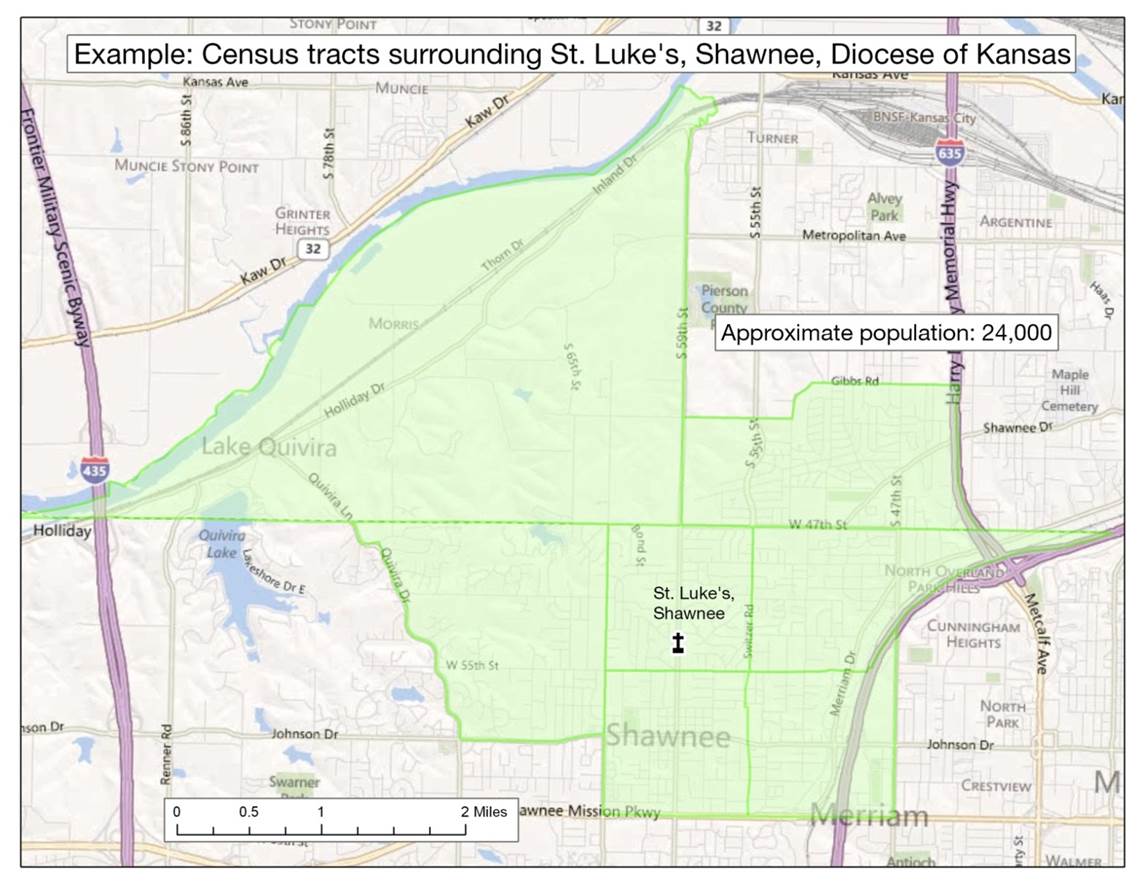 STONY POINT
32
Example: Census tracts surrounding St. Luke's, Shawnee, Diocese of Kansas
Kansas Ave
Kansas Ave
MUNCIE
Kaw Dr
Kar
S 86th St
S 78th St
BNSF-Kansas City
TURNER
635
Frontier Military Scenic Byway
MUNCIE STONY POINT
Inland Dr
S 55th St
Alvey
Park
ARGENTINE
GRINTER
HEIGHTS
32
Metropolitan Ave
Thorn Dr
Kaw Dr
Harry
Memorial Hwy
Haas Dr
Pierson
County
P
MORRIS
S 59th St
Approximate population: 24,000
S 65th St
Gibbs Rd
Maple
Hill
Cemetery
Holliday Dr
Shawnee Dr
S 55th St
Lake Quivira
435
Quivira Ln
S 47th St
Holliday
W 47th St
Quivira
Lake
Bond St
Lakeshore Dr E
Quivira Dr
NORTH OVERLAND
PARK HILLS
St. Luke's,
Shawnee
Switzer Rd
Metcalf Ave
CUNNINGHAM
HEIGHTS
W 55th St
Merriam Dr
NORTH
PARK
nson Dr
Renner Rd
Johnson Dr
Shawnee
Johnson Dr
Swarner
CRESTVIEW
M
0 0.5 1 2 Miles
awnee Mission Pkwy
Merriam
Antioch
WALMER